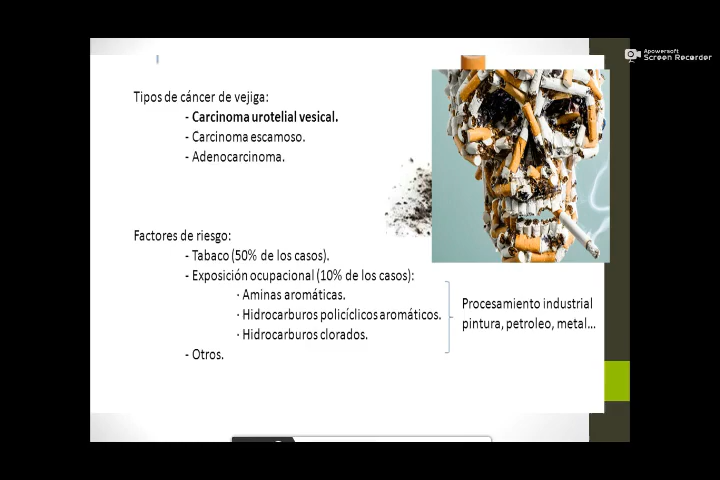 Apowersoft
Screen Recorder
Tipos de cáncer de vejiga:
- Carcinoma urotelial vesical.
- Carcinoma escamoso.
- Adenocarcinoma.
Factores de riesgo:
- Tabaco (50% de los casos).
- Exposición ocupacional (10% de los casos):
· Aminas aromáticas.
· Hidrocarburos policíclicos aromáticos.
· Hidrocarburos clorados.
Procesamiento industrial
pintura, petroleo, metal...
- Otros.